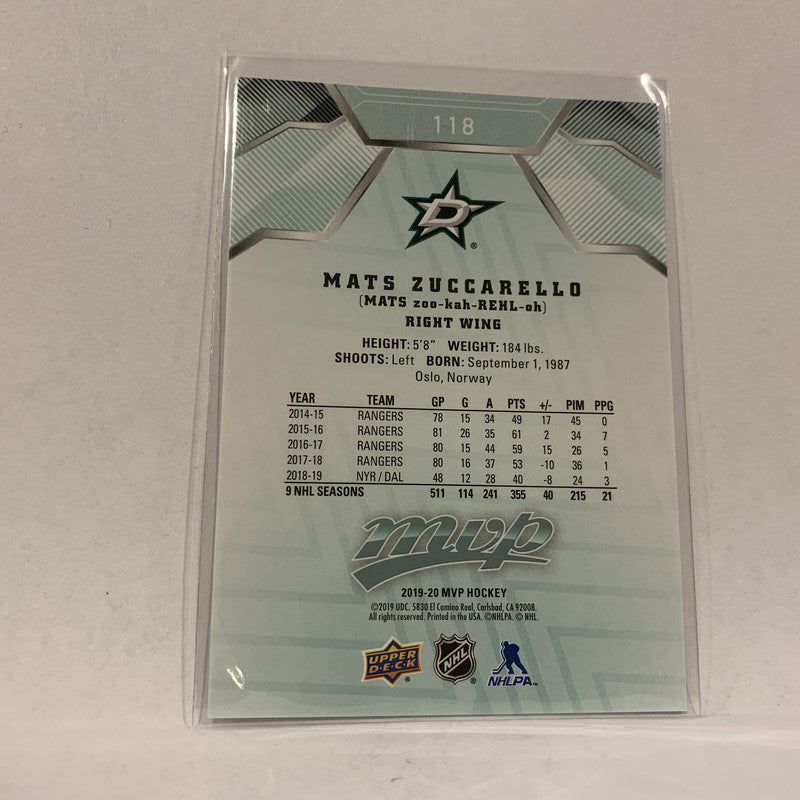 118
D
®
MATS ZUCCARELLO
(MATS zoo-kah-REHL-oh)
RIGHT WING
HEIGHT: 5'8" WEIGHT: 184 lbs.
SHOOTS: Left BORN: September 1, 1987
Oslo, Norway
YEAR TEAM GP G A PTS +/- PIM PPG
2014-15 RANGERS 78 15 34 49 17 45 0
2015-16 RANGERS 81 26 35 61 2 34 7
2016-17 RANGERS 80 15 44 59 15 26 5
2017-18 RANGERS 80 16 37 53 -10 36 1
2018-19 NYR / DAL 48 12 28 40 -8 24 3
9 NHL SEASONS 511 114 241 355 40 215 21
mvp
2019-20 MVP HOCKEY
©2019 UDC. 5830 El Camino Real, Carlsbad, CA 92008.
All rights reserved. Printed in the USA. ©NHLPA. © NHL.
UPPER DECK ® NHL ® NHLPA™